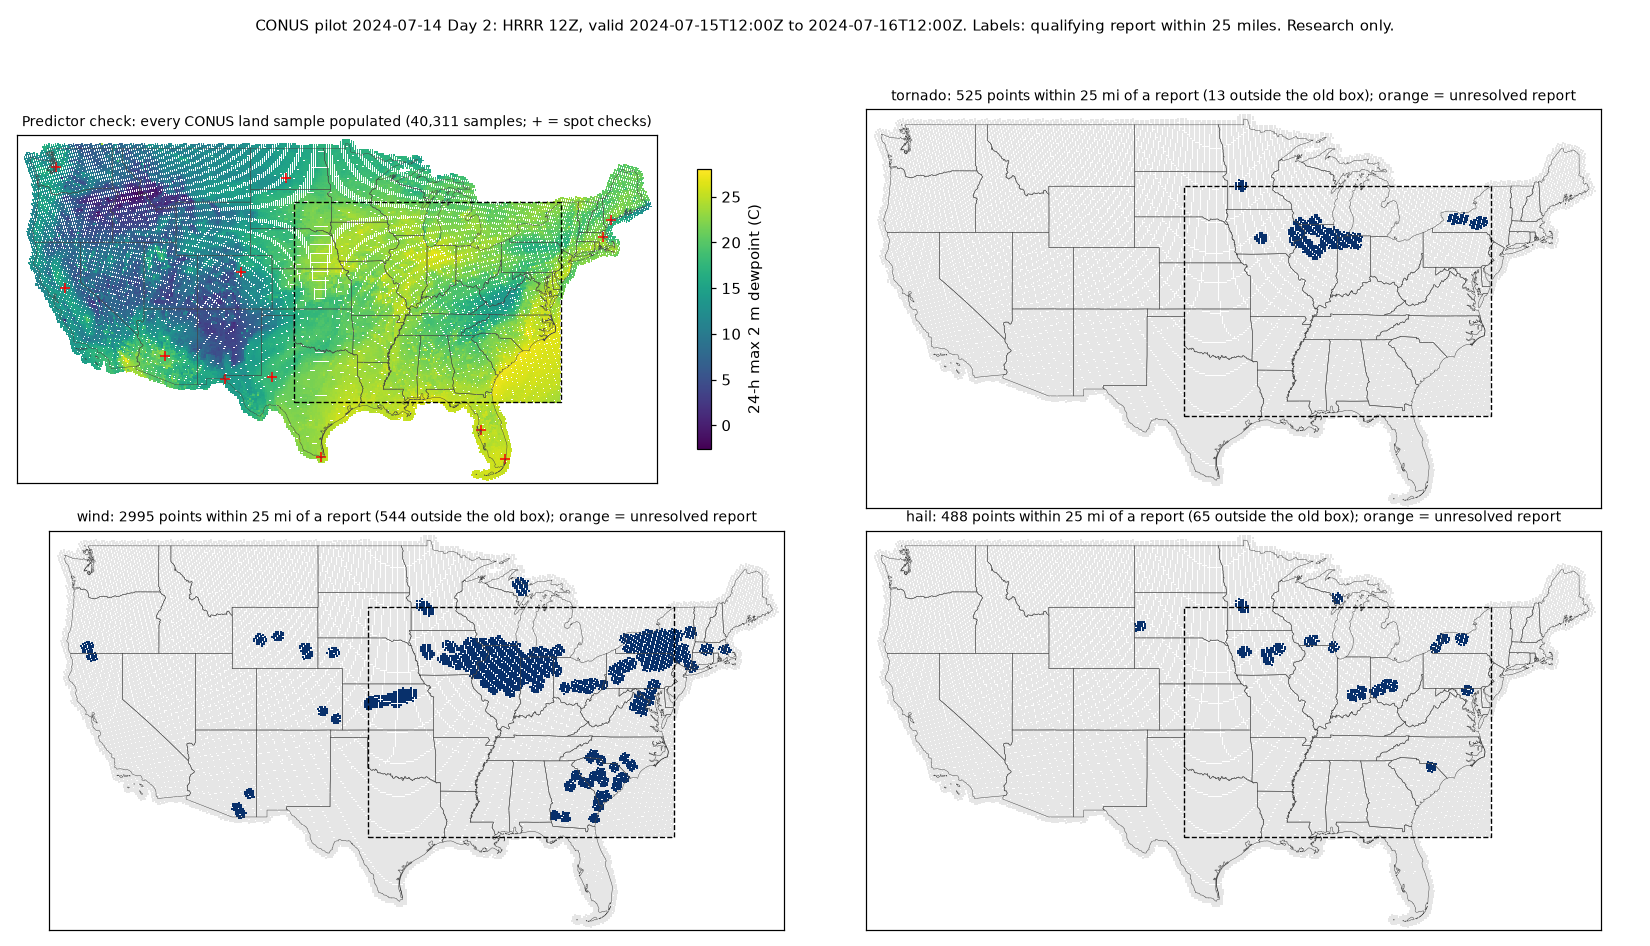 CONUS pilot 2024-07-14 Day 2: HRRR 12Z, valid 2024-07-15T12:00Z to 2024-07-16T12:00Z. Labels: qualifying report within 25 miles. Research only.
Predictor check: every CONUS land sample populated (40,311 samples; + = spot checks)
25
20
15
10
5
0
24-h max 2 m dewpoint (C)
tornado: 525 points within 25 mi of a report (13 outside the old box); orange = unresolved report
wind: 2995 points within 25 mi of a report (544 outside the old box); orange = unresolved report
hail: 488 points within 25 mi of a report (65 outside the old box); orange = unresolved report